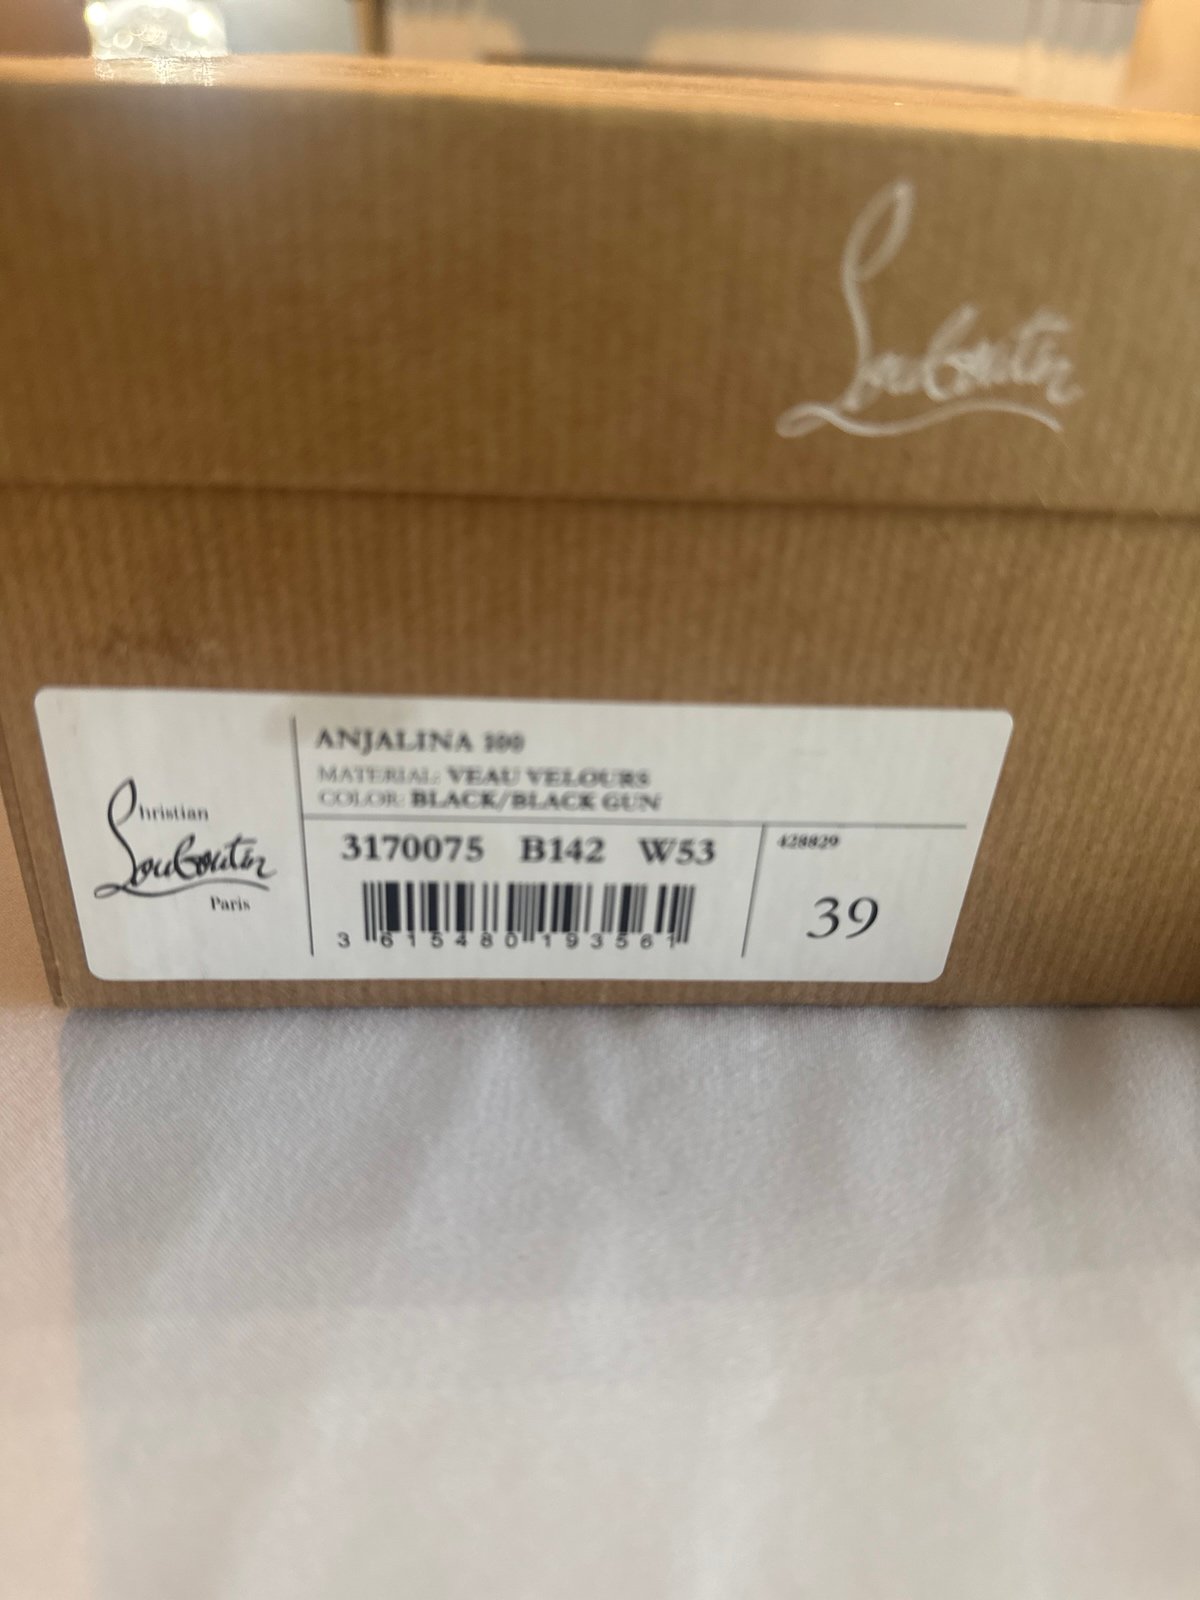 Louboutin
ANJALINA 100
MATERIAL: VEAU VELOURS
COLOR: BLACK/BLACK GUN
Christian
Louboutin
Paris
3170075 B142 W53
3 615480 193561
428829
39